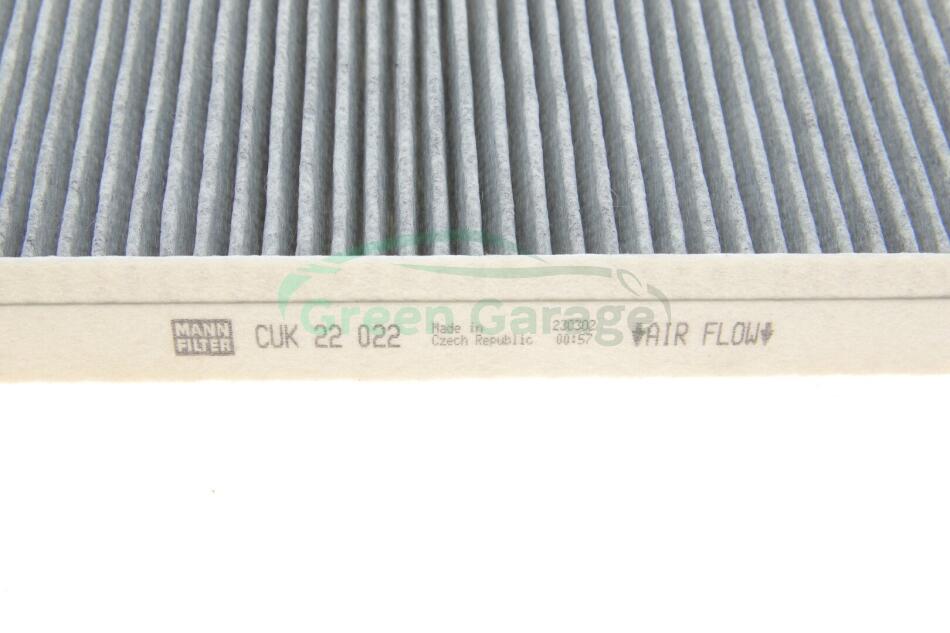 MANN
FILTER
CUK 22 022
Made in
Czech Republic
230302
00:57
AIR FLOW
Green Garage